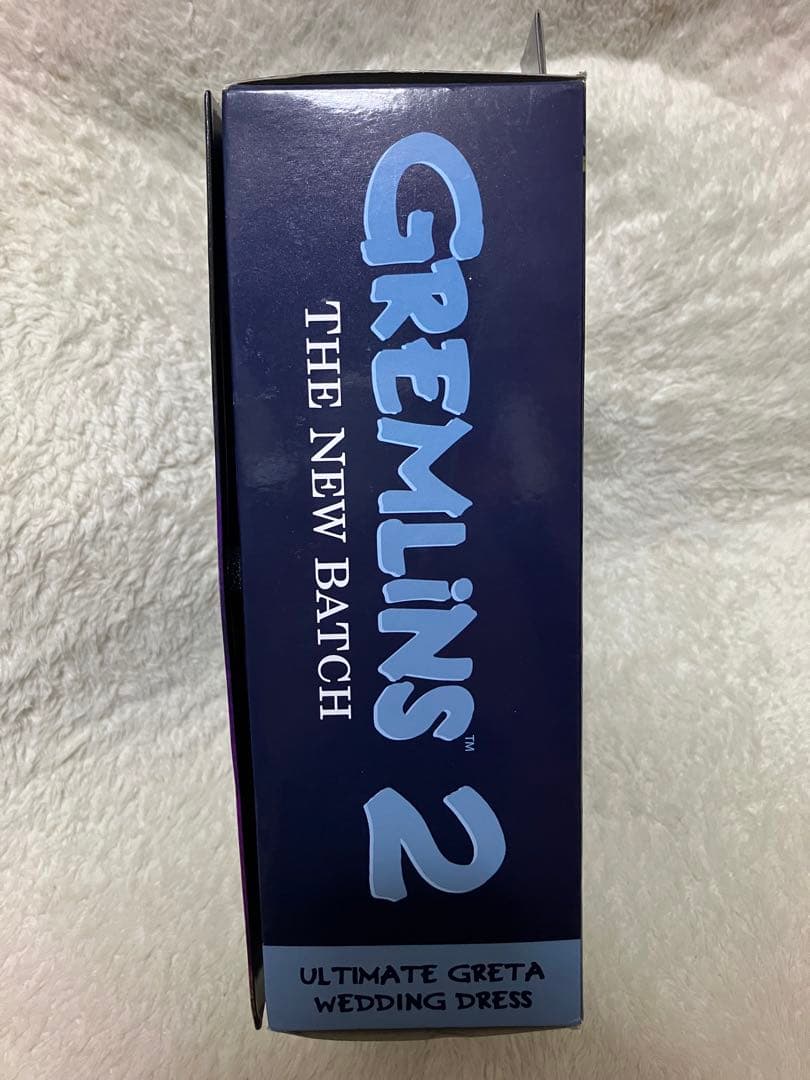 GREMLiNS™ 2
THE NEW BATCH
ULTIMATE GRETA
WEDDING DRESS